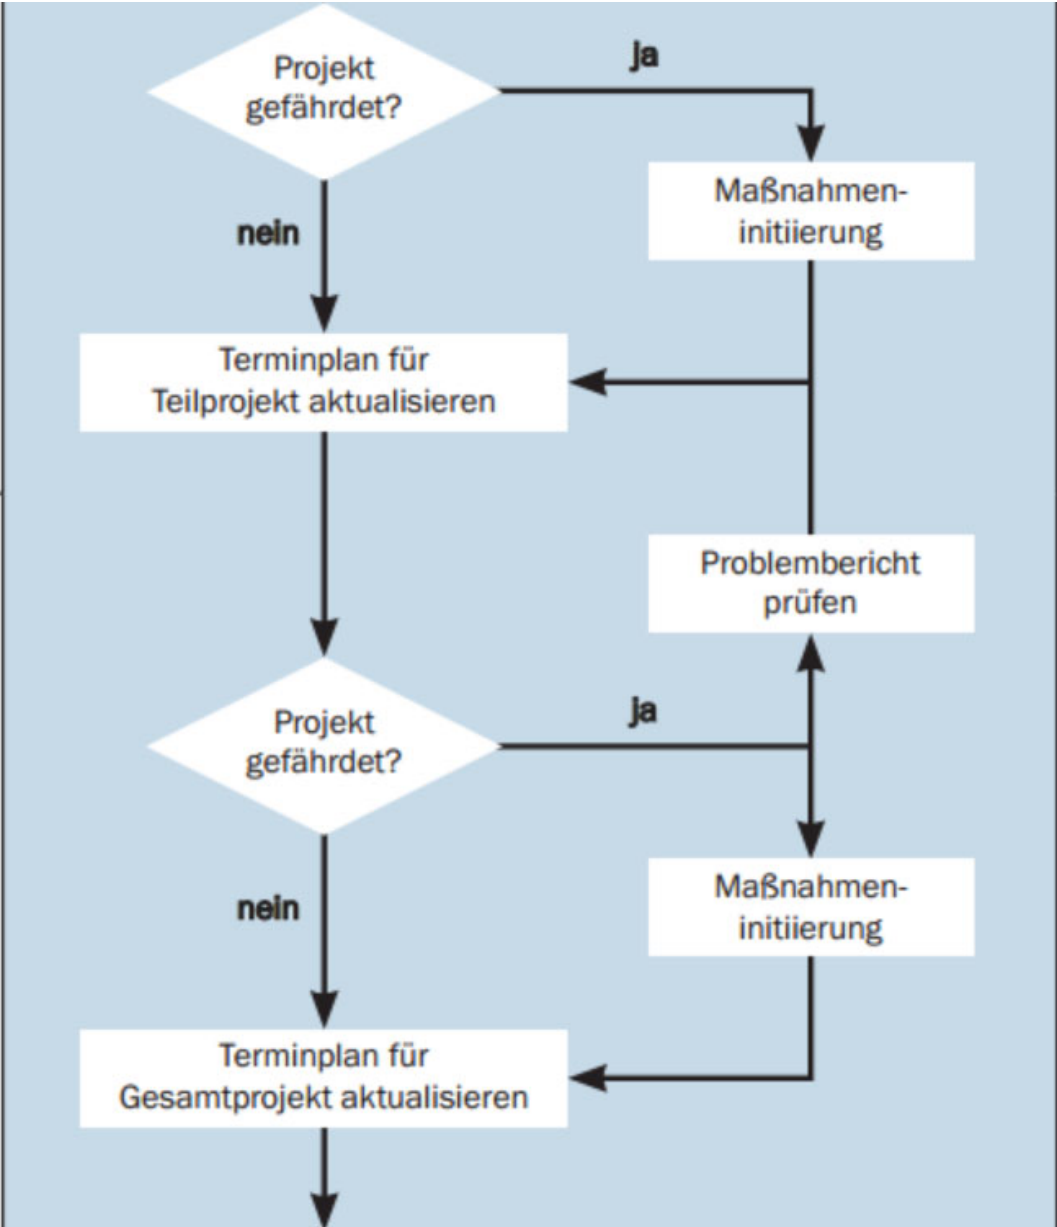 Projekt
gefährdet?
ja
Maßnahmen-
initiierung
nein
Terminplan für
Teilprojekt aktualisieren
Problembericht
prüfen
Projekt
gefährdet?
ja
Maßnahmen-
initiierung
nein
Terminplan für
Gesamtprojekt aktualisieren